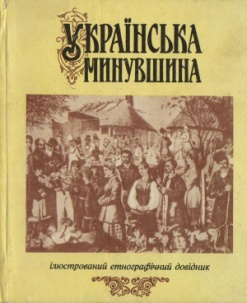 УКРАЇНСЬКА
МИНУВШИНА
ілюстрований етнографічний довідник